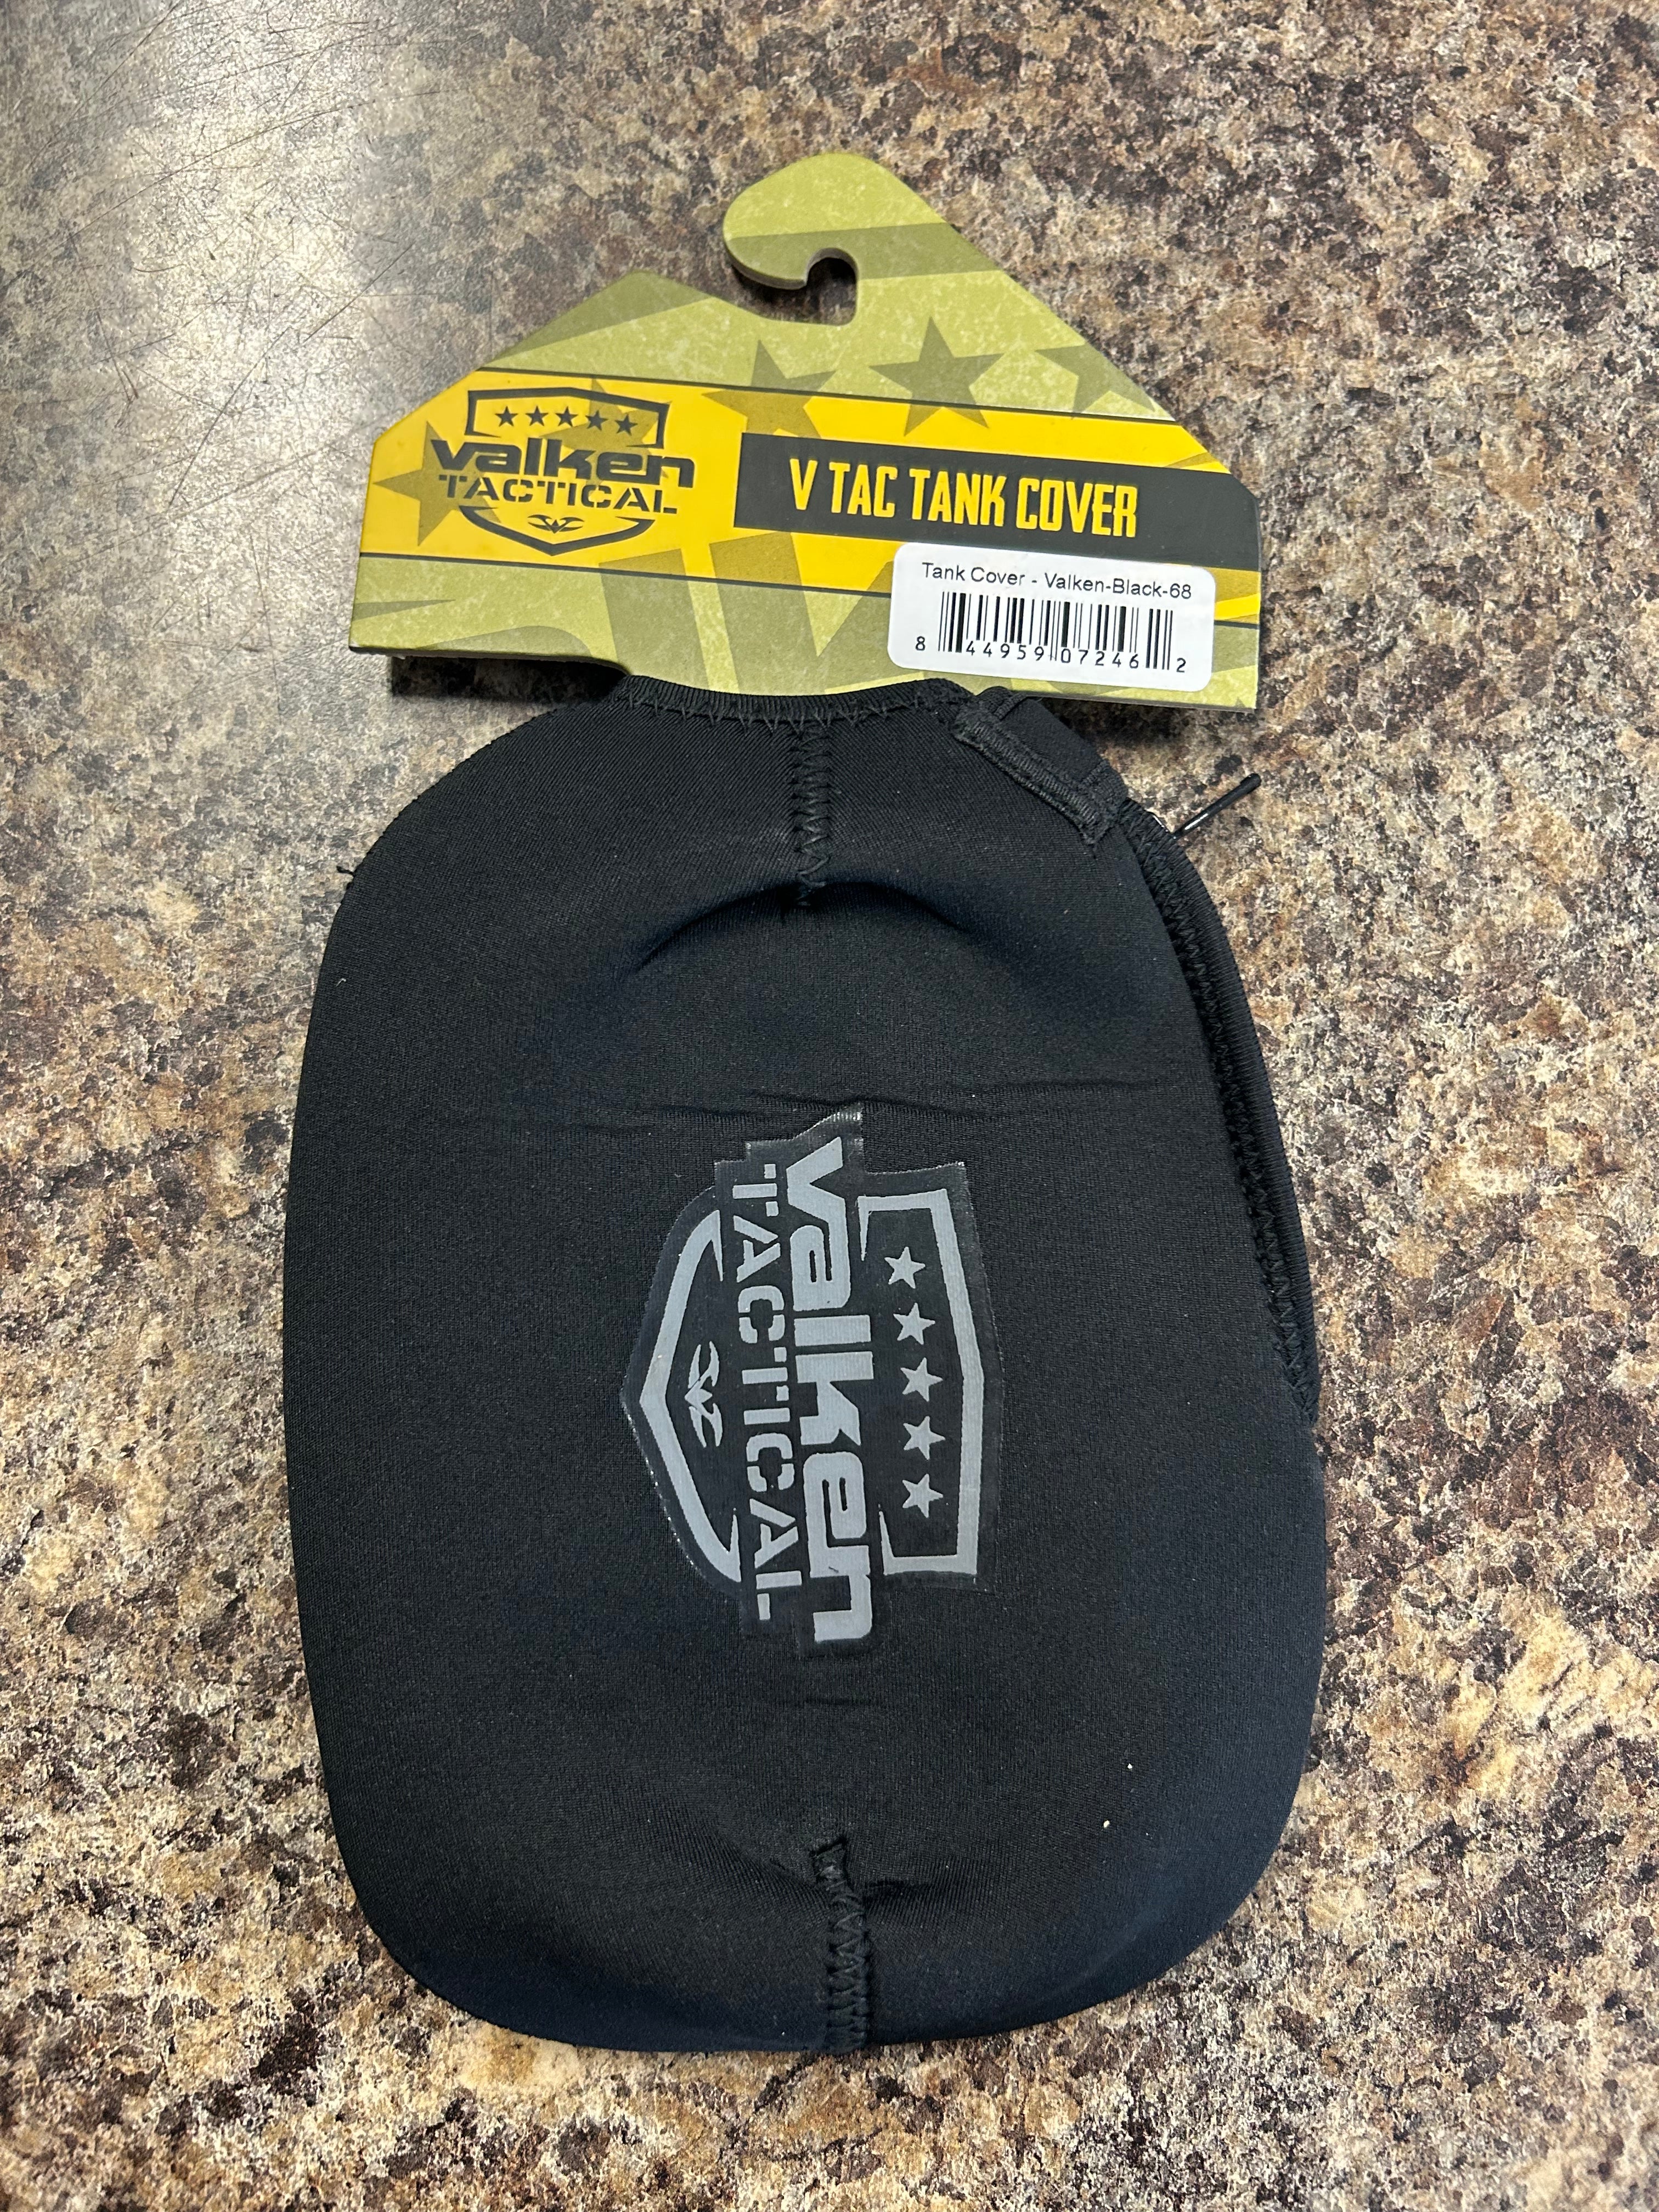 Valken
TACTICAL
V TAC TANK COVER
Tank Cover - Valken-Black-68
8 44959 07246 2
Valken
TACTICAL